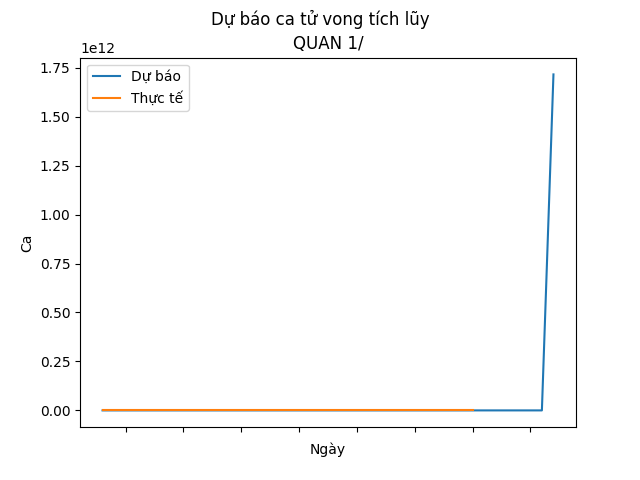 Dự báo ca tử vong tích lũy
QUAN 1/
1e12
1.75
1.50
1.25
1.00
0.75
0.50
0.25
0.00
Ca
Dự báo
Thực tế
Ngày